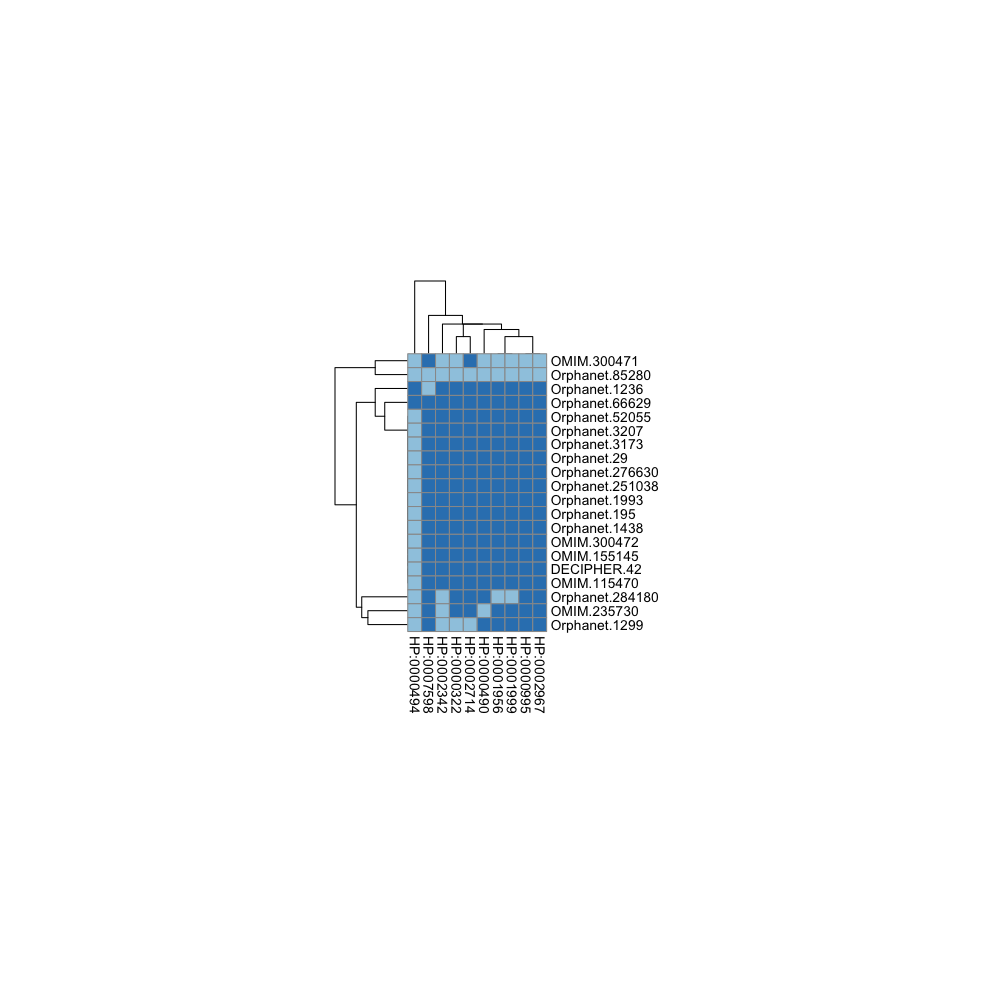 OMIM.300471
Orphanet.85280
Orphanet.1236
Orphanet.66629
Orphanet.52055
Orphanet.3207
Orphanet.3173
Orphanet.29
Orphanet.276630
Orphanet.251038
Orphanet.1993
Orphanet.195
Orphanet.1438
OMIM.300472
OMIM.155145
DECIPHER.42
OMIM.115470
Orphanet.284180
OMIM.235730
Orphanet.1299
HP:0000494
HP:0007598
HP:0002342
HP:0000322
HP:0002714
HP:0000490
HP:0001956
HP:0001999
HP:0000995
HP:0002967